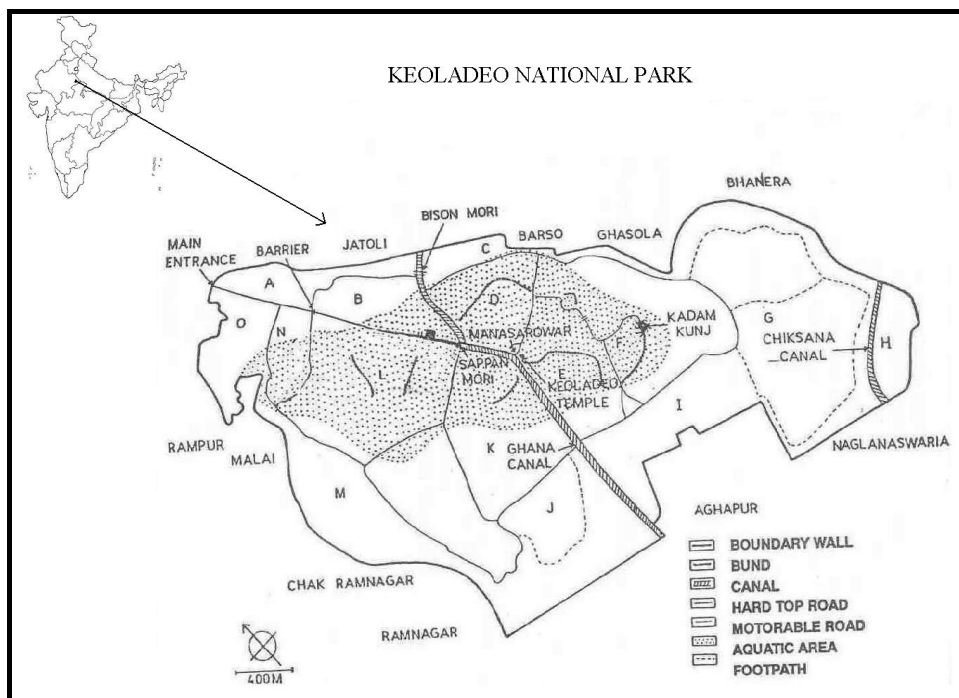 KEOLADEO NATIONAL PARK
BHANERA
BISON MORI
MAIN
ENTRANCE
BARRIER
JATOLI
BARSO
GHASOLA
C
A
B
D
O
N
MANASAROWAR
F
KADAM
KUNJ
G
CHIKSANA
CANAL
H
SAPPAN
MORI
L
E
KEOLADEO
TEMPLE
I
RAMPUR
MALAI
K
GHANA
CANAL
NAGLANASWARIA
M
J
AGHAPUR
CHAK RAMNAGAR
RAMNAGAR
BOUNDARY WALL
BUND
CANAL
HARD TOP ROAD
MOTORABLE ROAD
AQUATIC AREA
FOOTPATH
400M